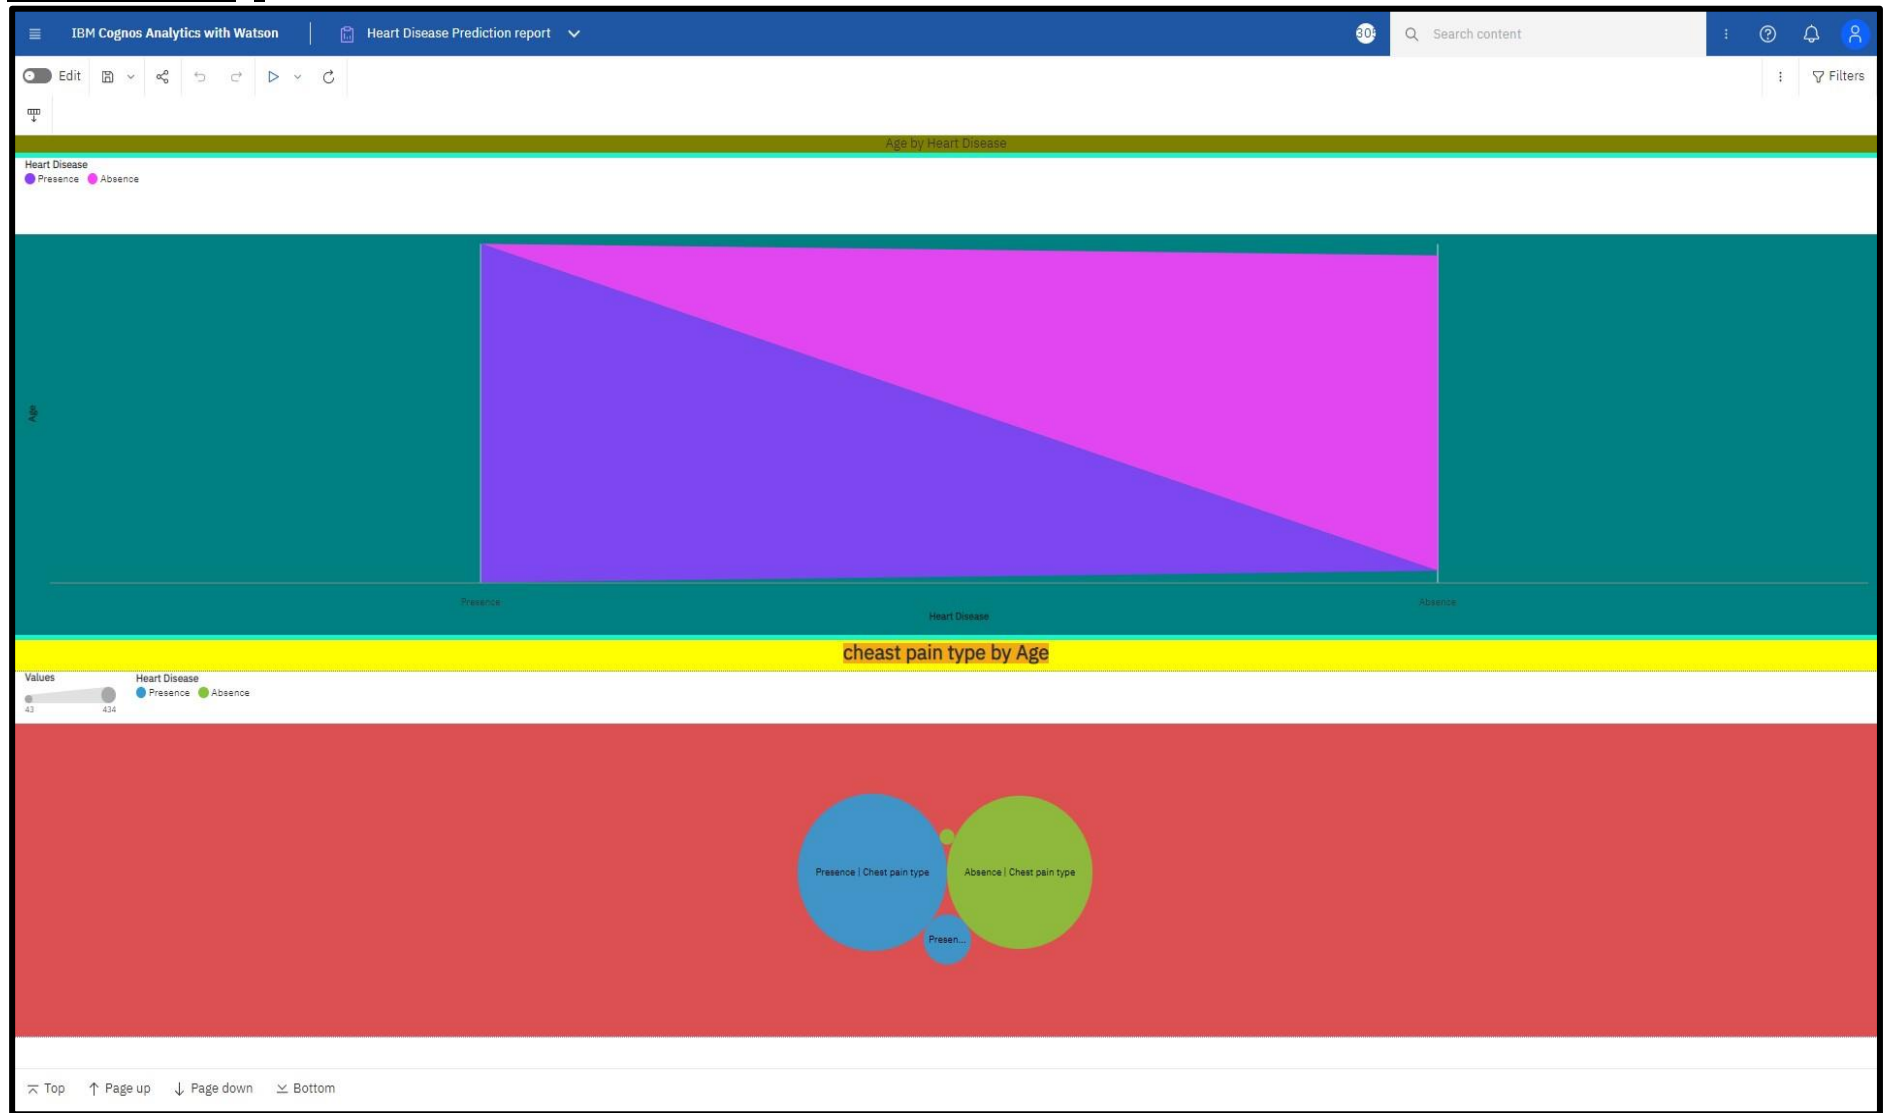 IBM Cognos Analytics with Watson
Heart Disease Prediction report
Search content
Edit
Filters
Age by Heart Disease
Heart Disease
Presence Absence
Age
Presence
Absence
Heart Disease
cheast pain type by Age
Values
43 434
Heart Disease
Presence Absence
Presence | Chest pain type
Absence | Chest pain type
Presen...
Top Page up Page down Bottom